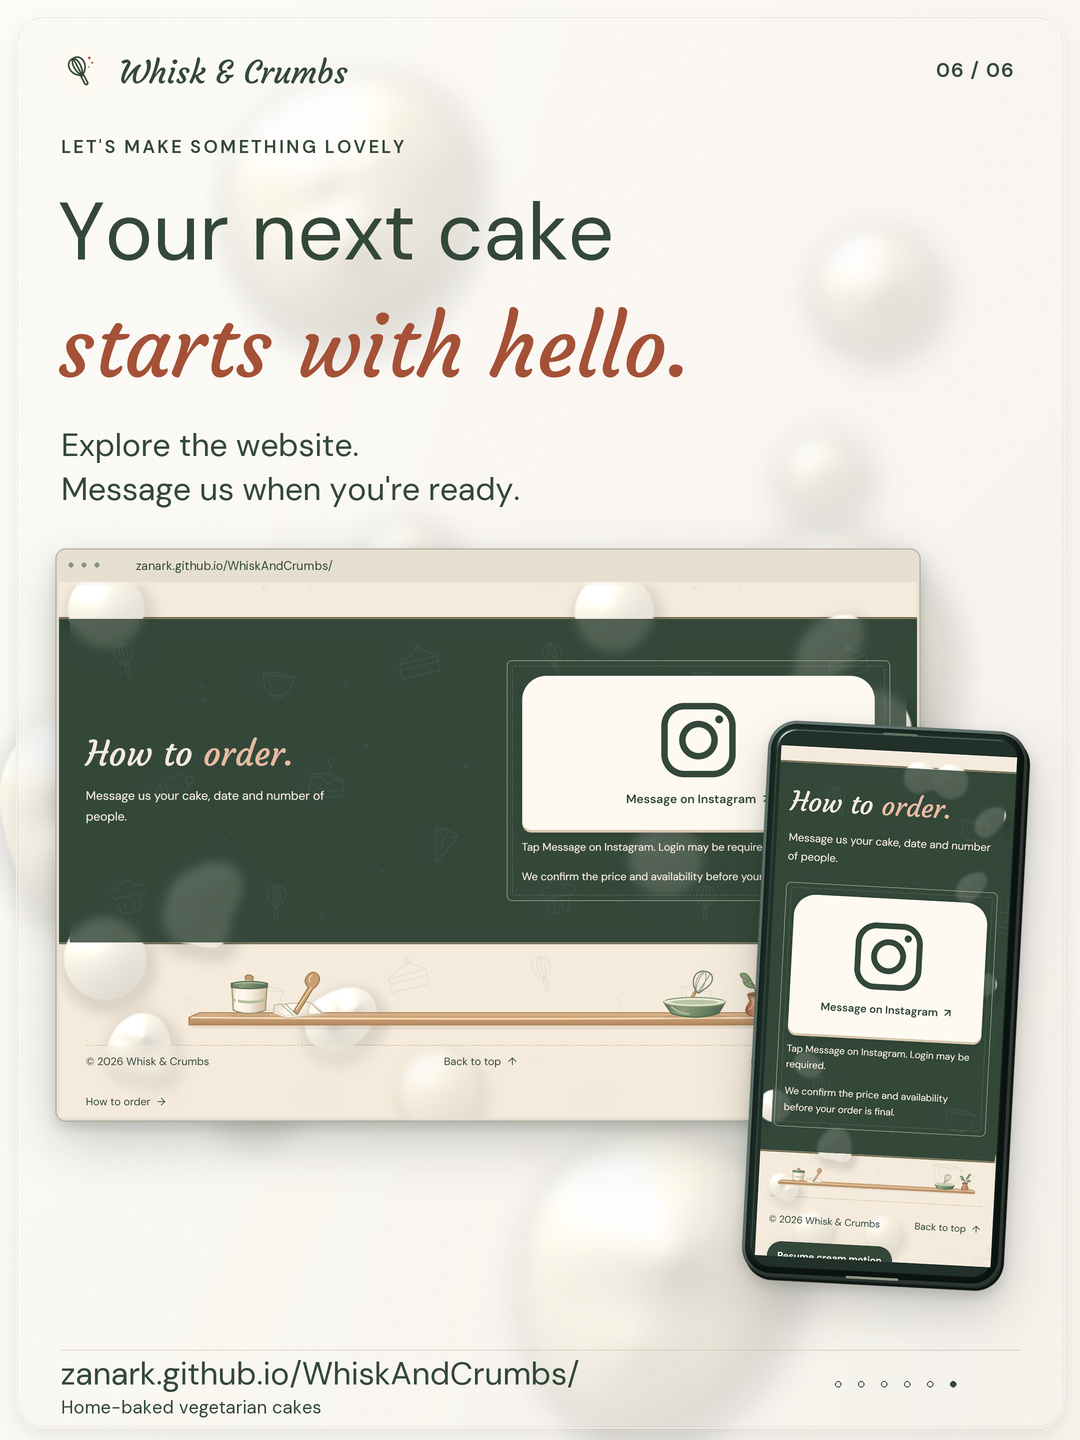 Whisk & Crumbs
06 / 06
LET'S MAKE SOMETHING LOVELY
Your next cake
starts with hello.
Explore the website.
Message us when you're ready.
zanark.github.io/WhiskAndCrumbs/
How to order.
Message us your cake, date and number of
people.
Message on Instagram
Tap Message on Instagram. Login may be
We confirm the price and availability before your
© 2026 Whisk & Crumbs
Back to top ↑
How to order →
How to order.
Message us your cake, date and number
of people.
Message on Instagram ↗
Tap Message on Instagram. Login may be
required.
We confirm the price and availability
before your order is final.
© 2026 Whisk & Crumbs
Back to top ↑
Resume cream motion
zanark.github.io/WhiskAndCrumbs/
Home-baked vegetarian cakes